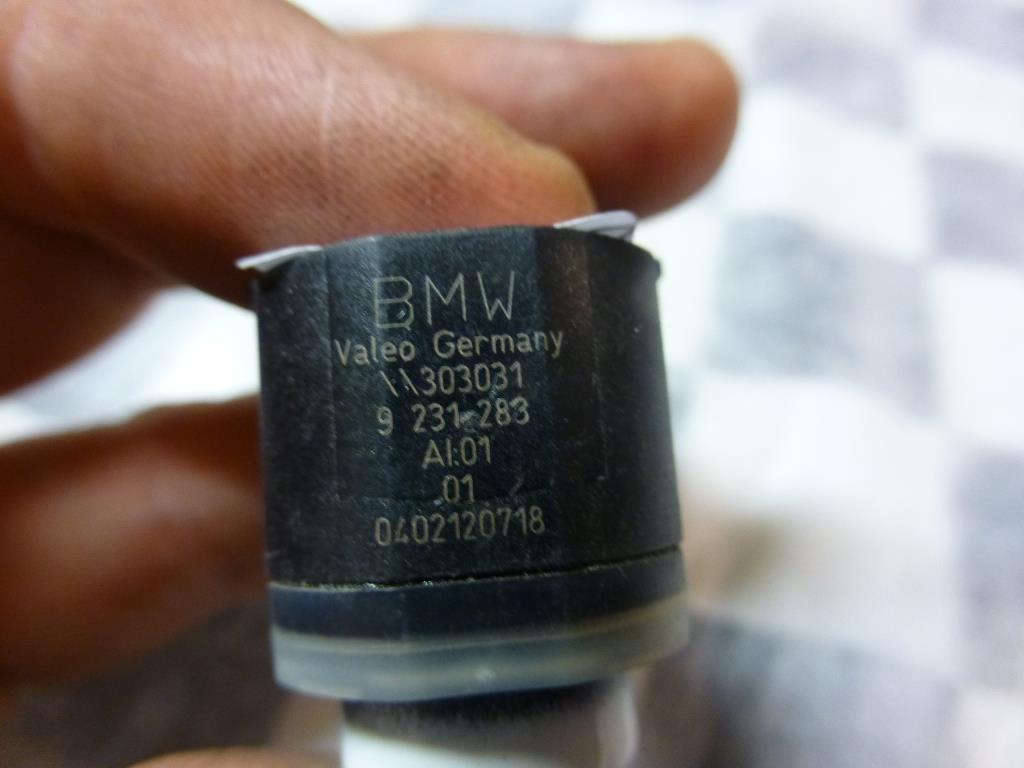 BMW
Valeo Germany
\\303031
9 231 283
AI:01
01
0402120718